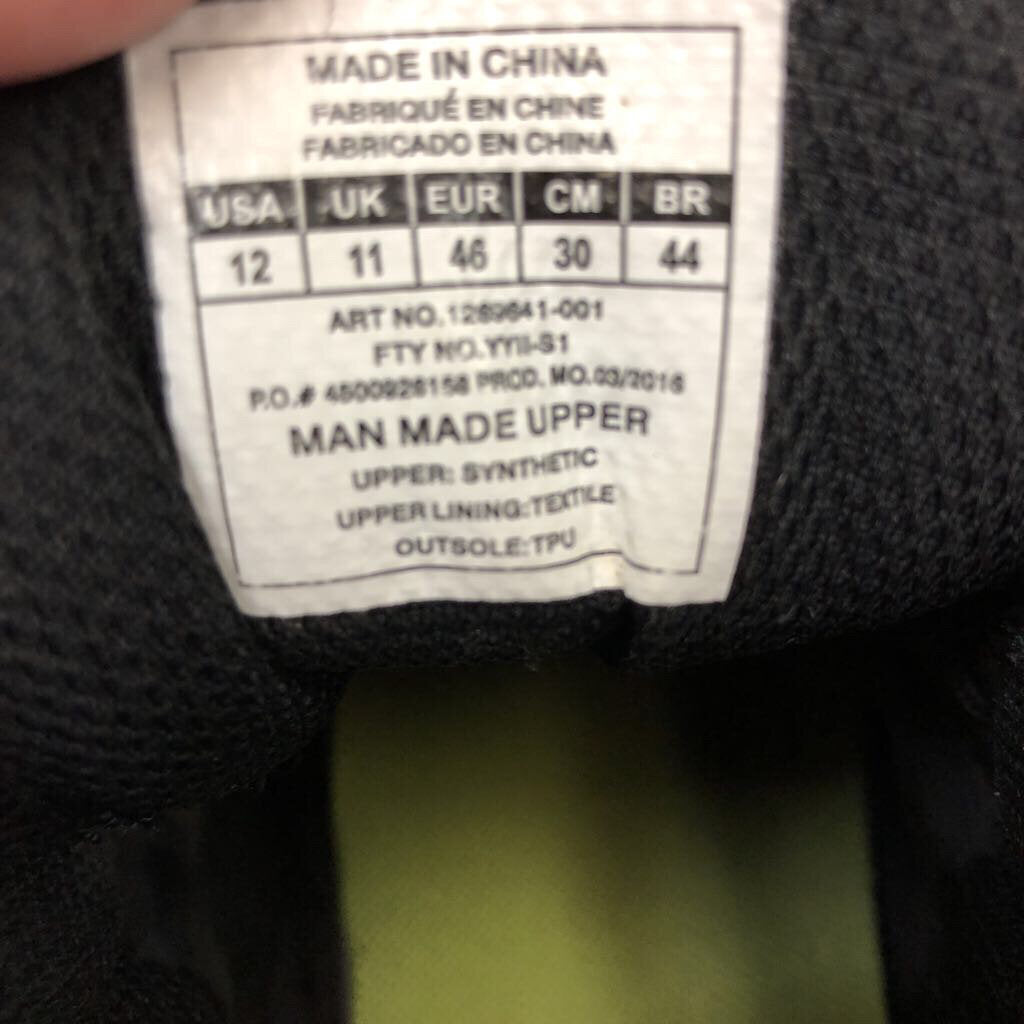 MADE IN CHINA
FABRIQUÉ EN CHINE
FABRICADO EN CHINA
USA UK EUR CM BR
12 11 46 30 44
ART NO.1269641-001
FTY NO.YYII-S1
P.O.# 4500926158 PROD. MO.03/2016
MAN MADE UPPER
UPPER: SYNTHETIC
UPPER LINING:TEXTILE
OUTSOLE:TPU